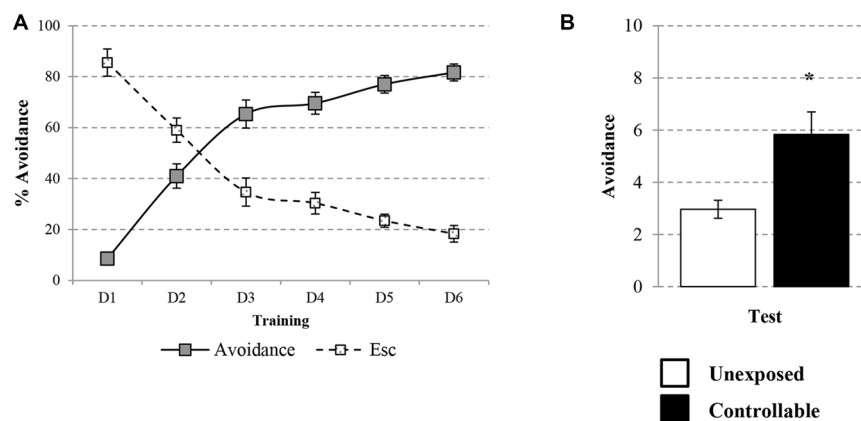 A
% Avoidance
100
80
60
40
20
0
D1 D2 D3 D4 D5 D6
Training
Avoidance Esc
B
Avoidance
10
8
6
4
2
0
*
Test
Unexposed
Controllable